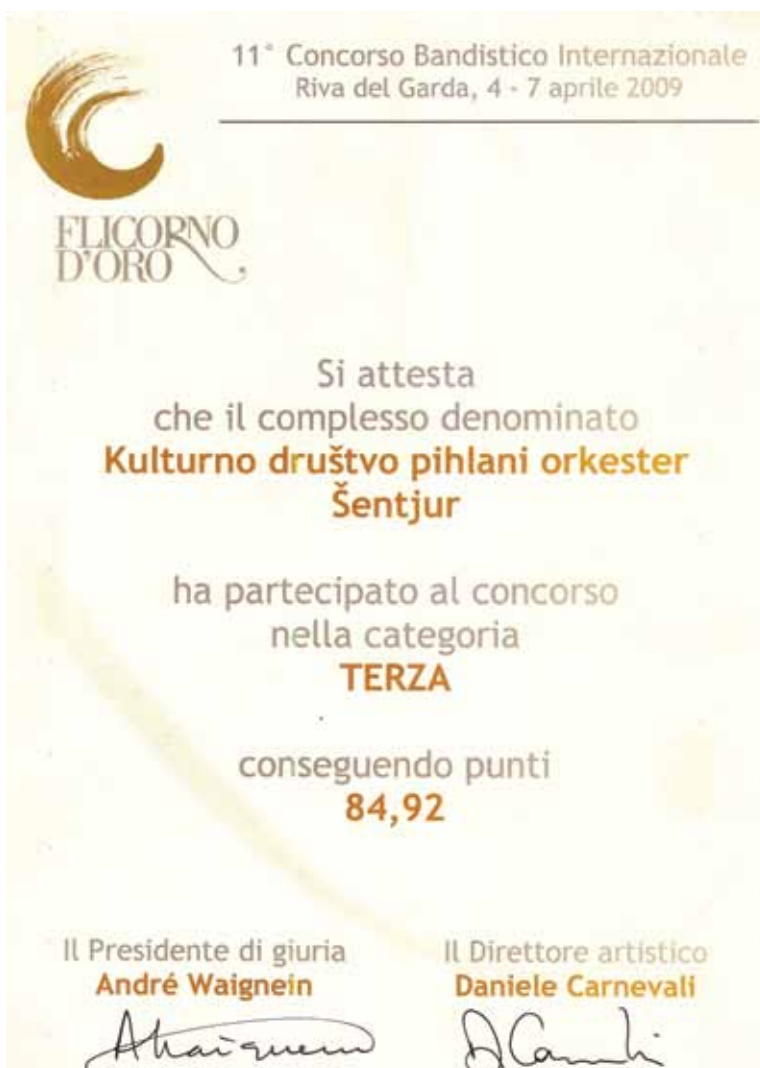 11° Concorso Bandistico Internazionale
Riva del Garda, 4 - 7 aprile 2009
FLICORNO
D'ORO
Si attesta
che il complesso denominato
Kulturno društvo pihlani orkester
Šentjur
ha partecipato al concorso
nella categoria
TERZA
conseguendo punti
84,92
Il Presidente di giuria
André Waignein
Il Direttore artistico
Daniele Carnevali